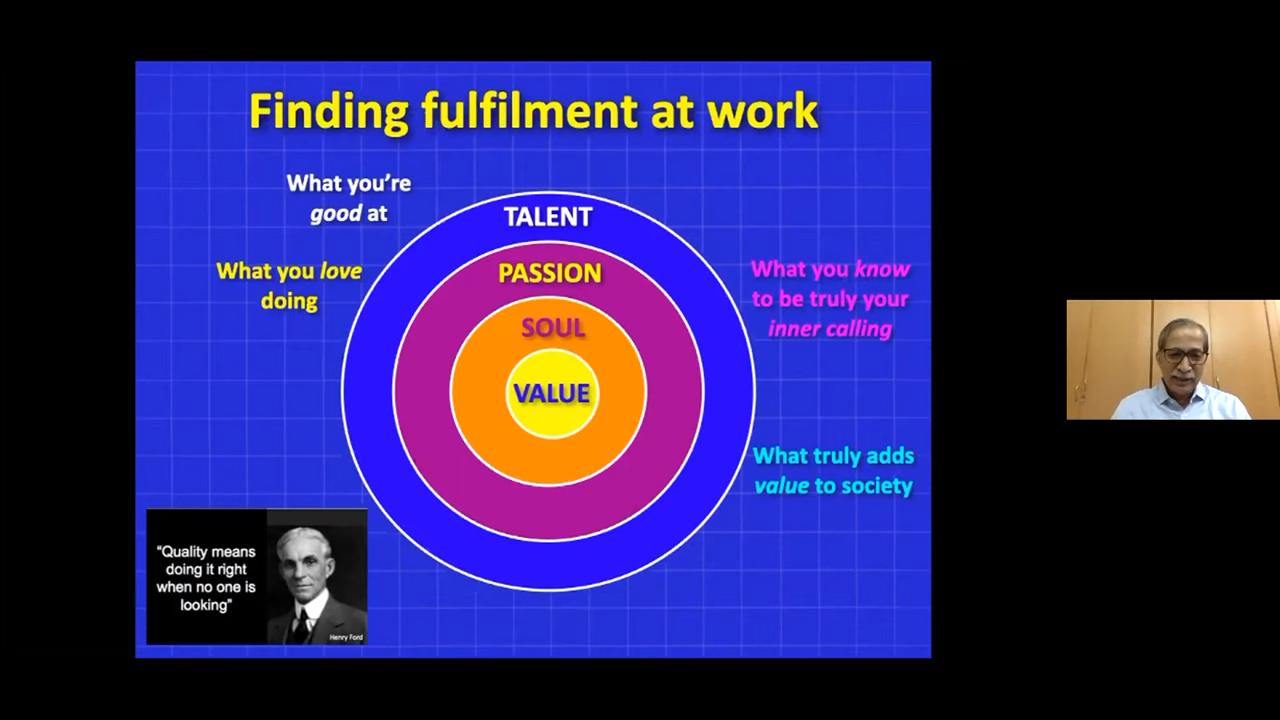 Finding fulfilment at work
What you’re
good at
TALENT
What you love
doing
PASSION
What you know
to be truly your
inner calling
SOUL
VALUE
What truly adds
value to society
“Quality means
doing it right
when no one is
looking”
Henry Ford